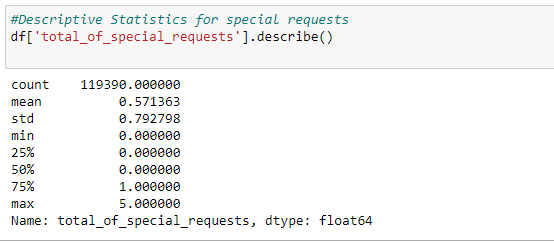 #Descriptive Statistics for special requests
df['total_of_special_requests'].describe()
count    119390.000000
mean          0.571363
std           0.792798
min           0.000000
25%           0.000000
50%           0.000000
75%           1.000000
max           5.000000
Name: total_of_special_requests, dtype: float64